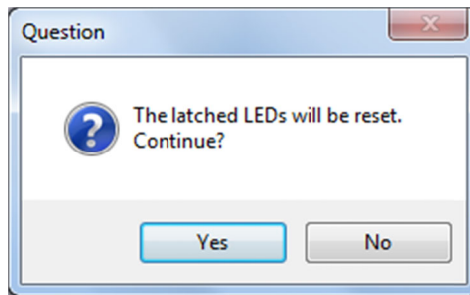 Question
The latched LEDs will be reset.
Continue?
Yes
No